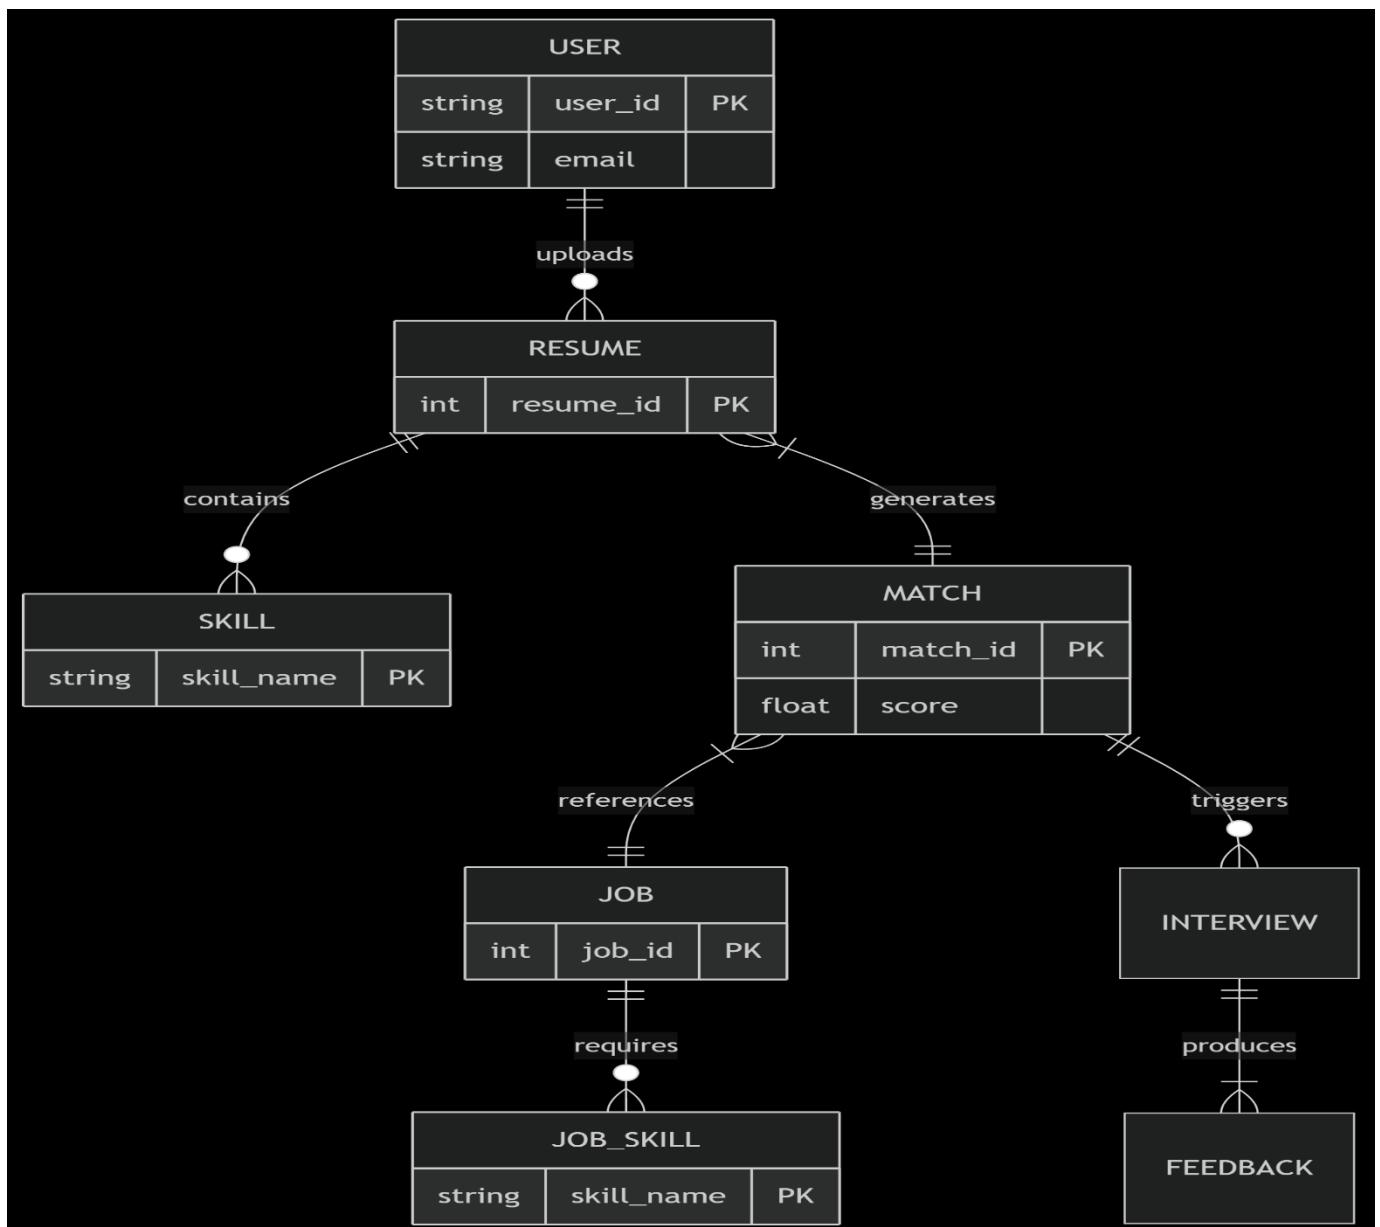 USER
string user_id PK
string email
uploads
RESUME
int resume_id PK
contains
generates
SKILL
string skill_name PK
MATCH
int match_id PK
float score
references
triggers
JOB
int job_id PK
INTERVIEW
requires
produces
JOB_SKILL
string skill_name PK
FEEDBACK